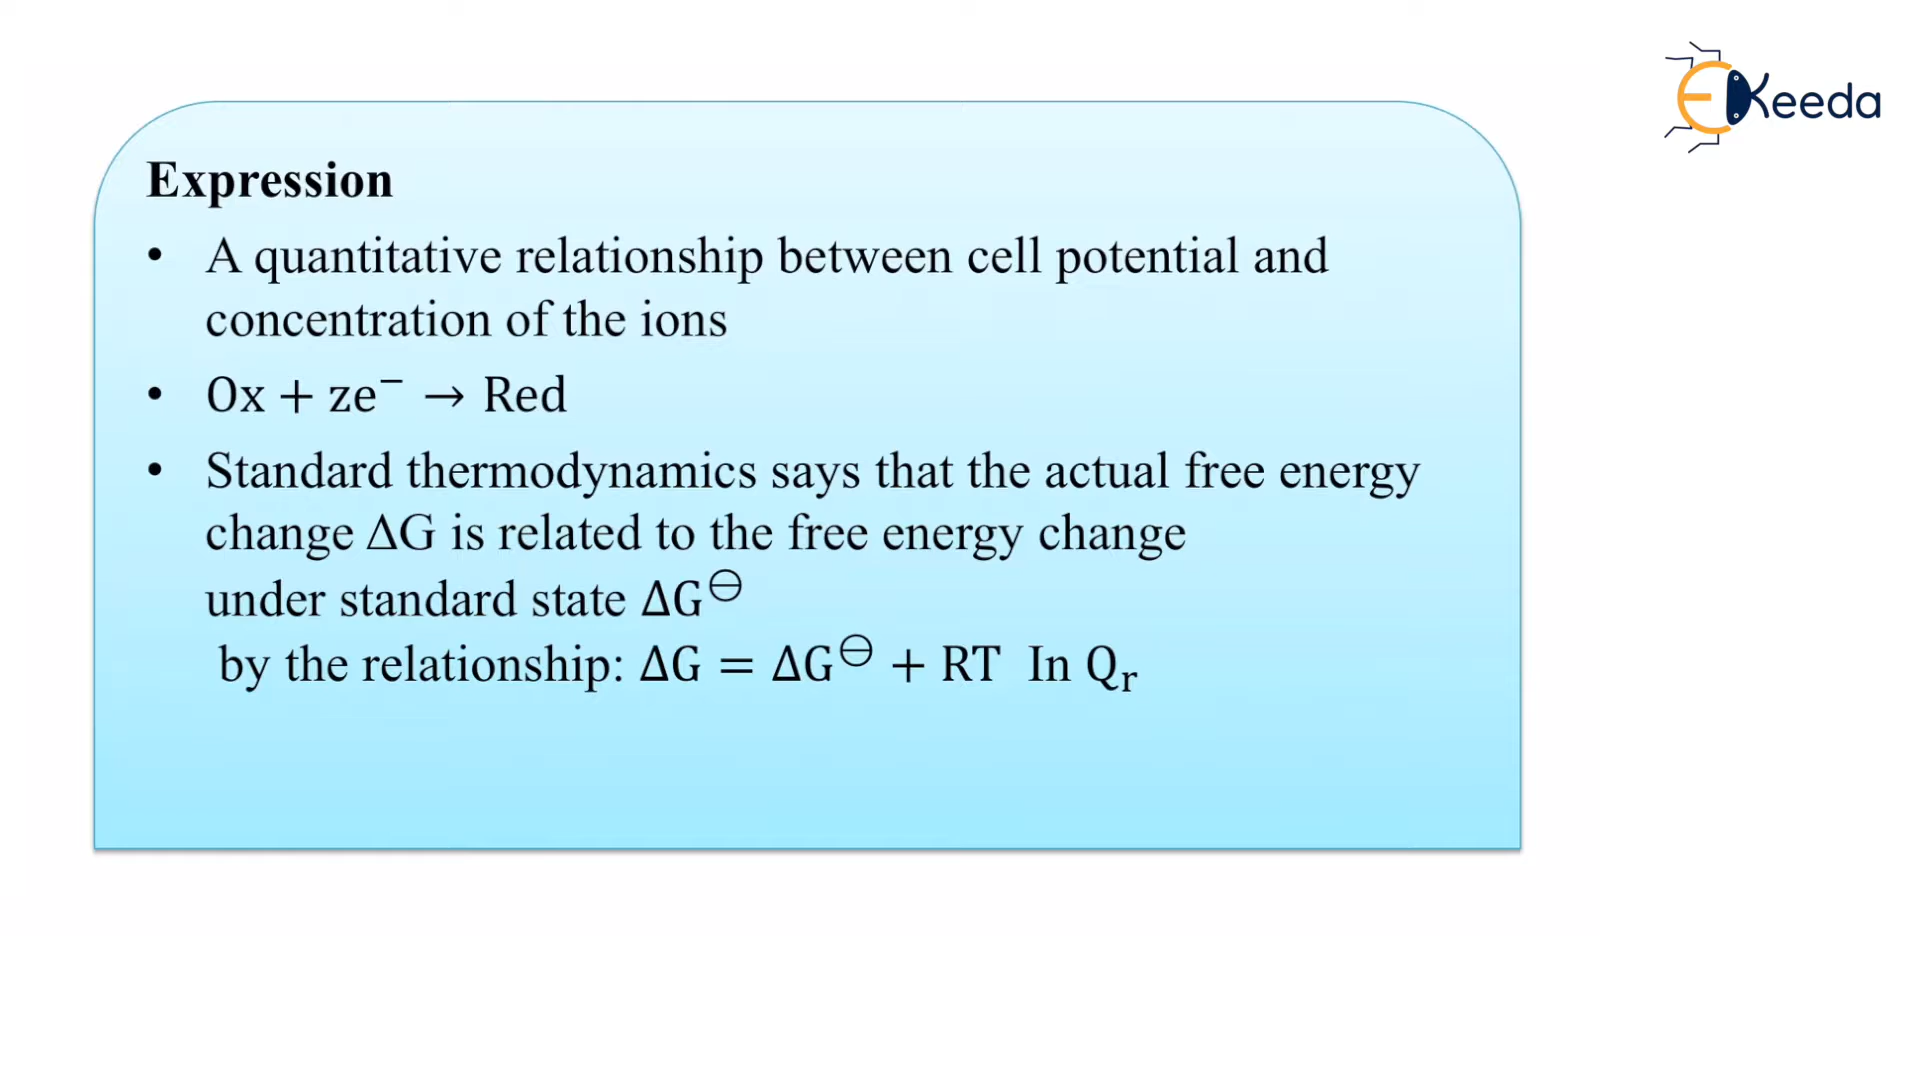 EKeeda
Expression
• A quantitative relationship between cell potential and
concentration of the ions
• Ox + ze⁻ → Red
• Standard thermodynamics says that the actual free energy
change ΔG is related to the free energy change
under standard state ΔG⊖
by the relationship: ΔG = ΔG⊖ + RT In Qᵣ